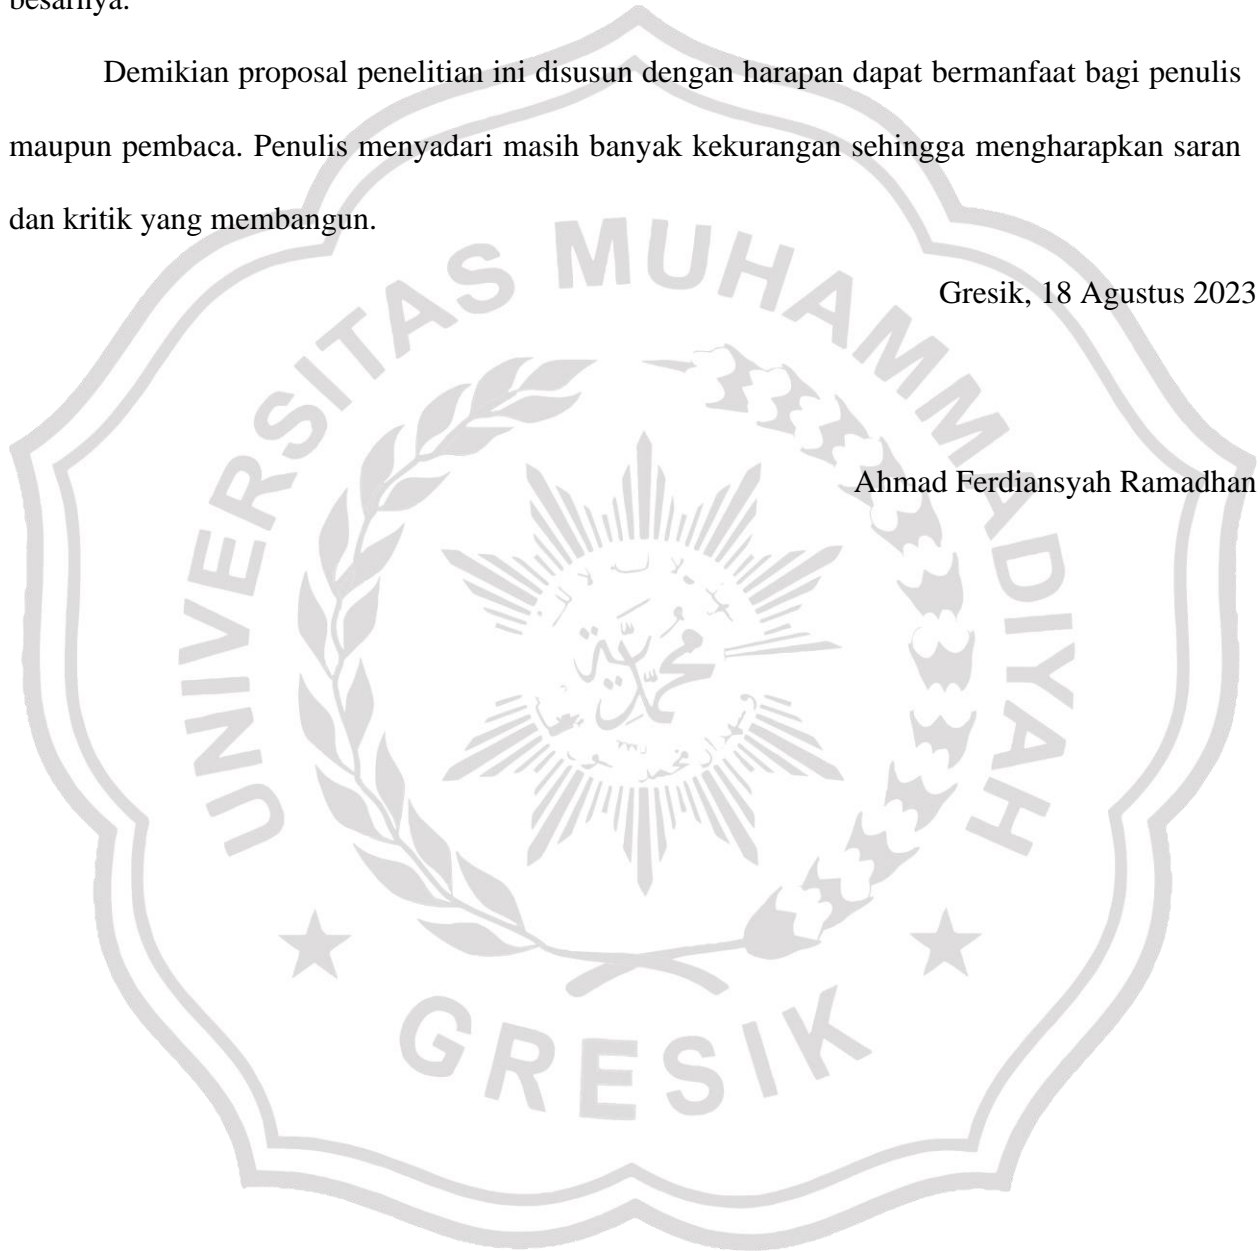 besarnya.
Demikian proposal penelitian ini disusun dengan harapan dapat bermanfaat bagi penulis
maupun pembaca. Penulis menyadari masih banyak kekurangan sehingga mengharapkan saran
dan kritik yang membangun.
Gresik, 18 Agustus 2023
Ahmad Ferdiansyah Ramadhan
UNIVERSITAS MUHAMMADIYAH
محمدية
GRESIK